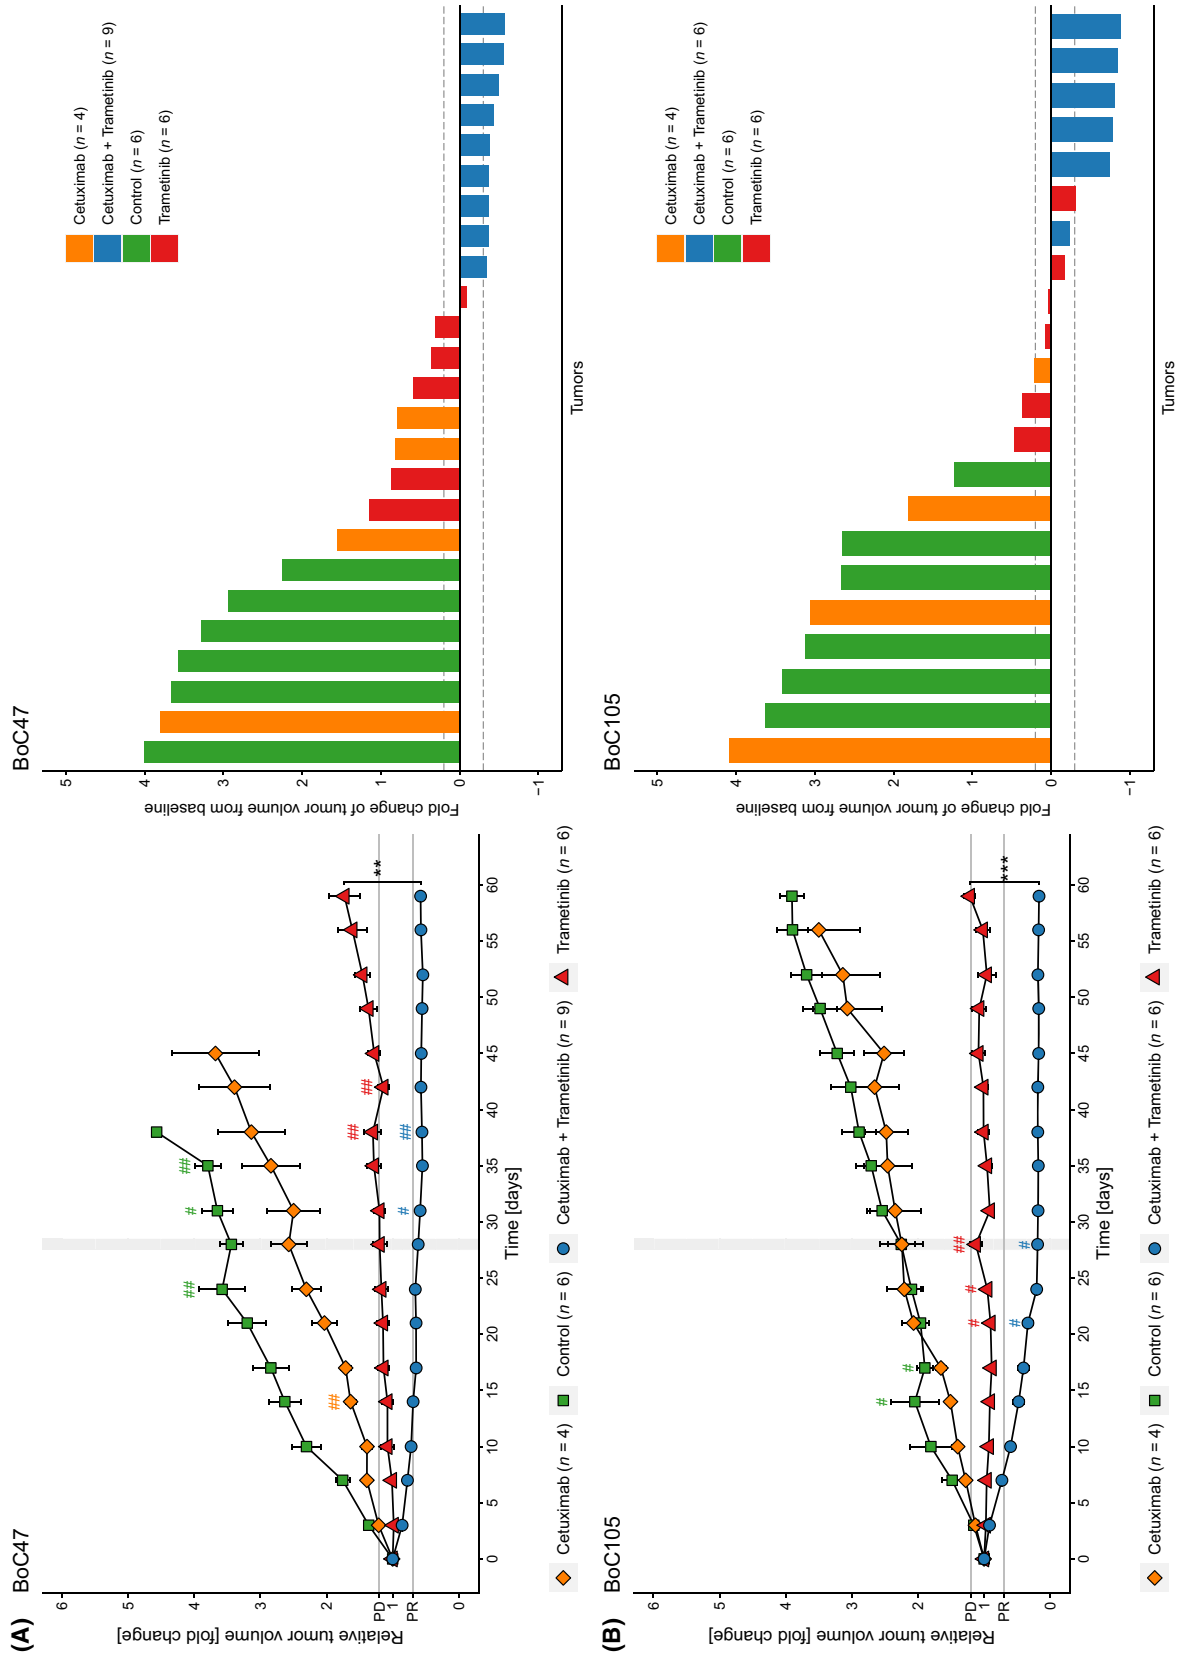 (A)
BoC47
Relative tumor volume [fold change]
6
5
4
3
2
PD
1
PR
0
##
##
#
##
##
##
#
##
**
0
5
10
15
20
25
30
35
40
45
50
55
60
Time [days]
Cetuximab (n = 4)
Control (n = 6)
Cetuximab + Trametinib (n = 9)
Trametinib (n = 6)
BoC47
Fold change of tumor volume from baseline
5
4
3
2
1
0
−1
Cetuximab (n = 4)
Cetuximab + Trametinib (n = 9)
Control (n = 6)
Trametinib (n = 6)
Tumors
(B)
BoC105
Relative tumor volume [fold change]
6
5
4
3
2
PD
1
PR
0
#
#
#
#
##
#
#
***
0
5
10
15
20
25
30
35
40
45
50
55
60
Time [days]
Cetuximab (n = 4)
Control (n = 6)
Cetuximab + Trametinib (n = 6)
Trametinib (n = 6)
BoC105
Fold change of tumor volume from baseline
5
4
3
2
1
0
−1
Cetuximab (n = 4)
Cetuximab + Trametinib (n = 6)
Control (n = 6)
Trametinib (n = 6)
Tumors